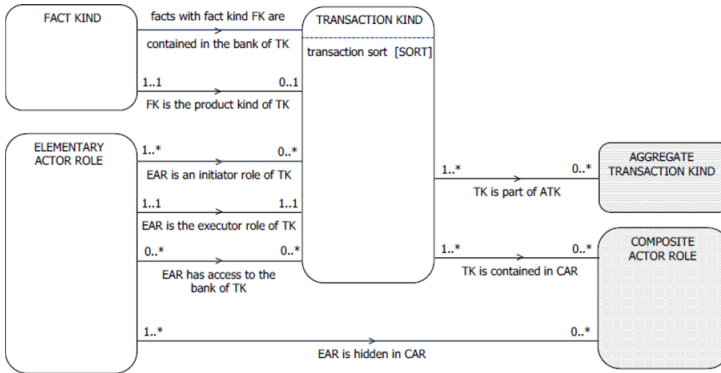 FACT KIND
facts with fact kind FK are
contained in the bank of TK
1..1
0..1
FK is the product kind of TK
TRANSACTION KIND
transaction sort [SORT]
ELEMENTARY
ACTOR ROLE
1..*
0..*
EAR is an initiator role of TK
1..1
1..1
EAR is the executor role of TK
0..*
0..*
EAR has access to the
bank of TK
1..*
0..*
TK is part of ATK
AGGREGATE
TRANSACTION KIND
1..*
0..*
TK is contained in CAR
COMPOSITE
ACTOR ROLE
1..*
0..*
EAR is hidden in CAR